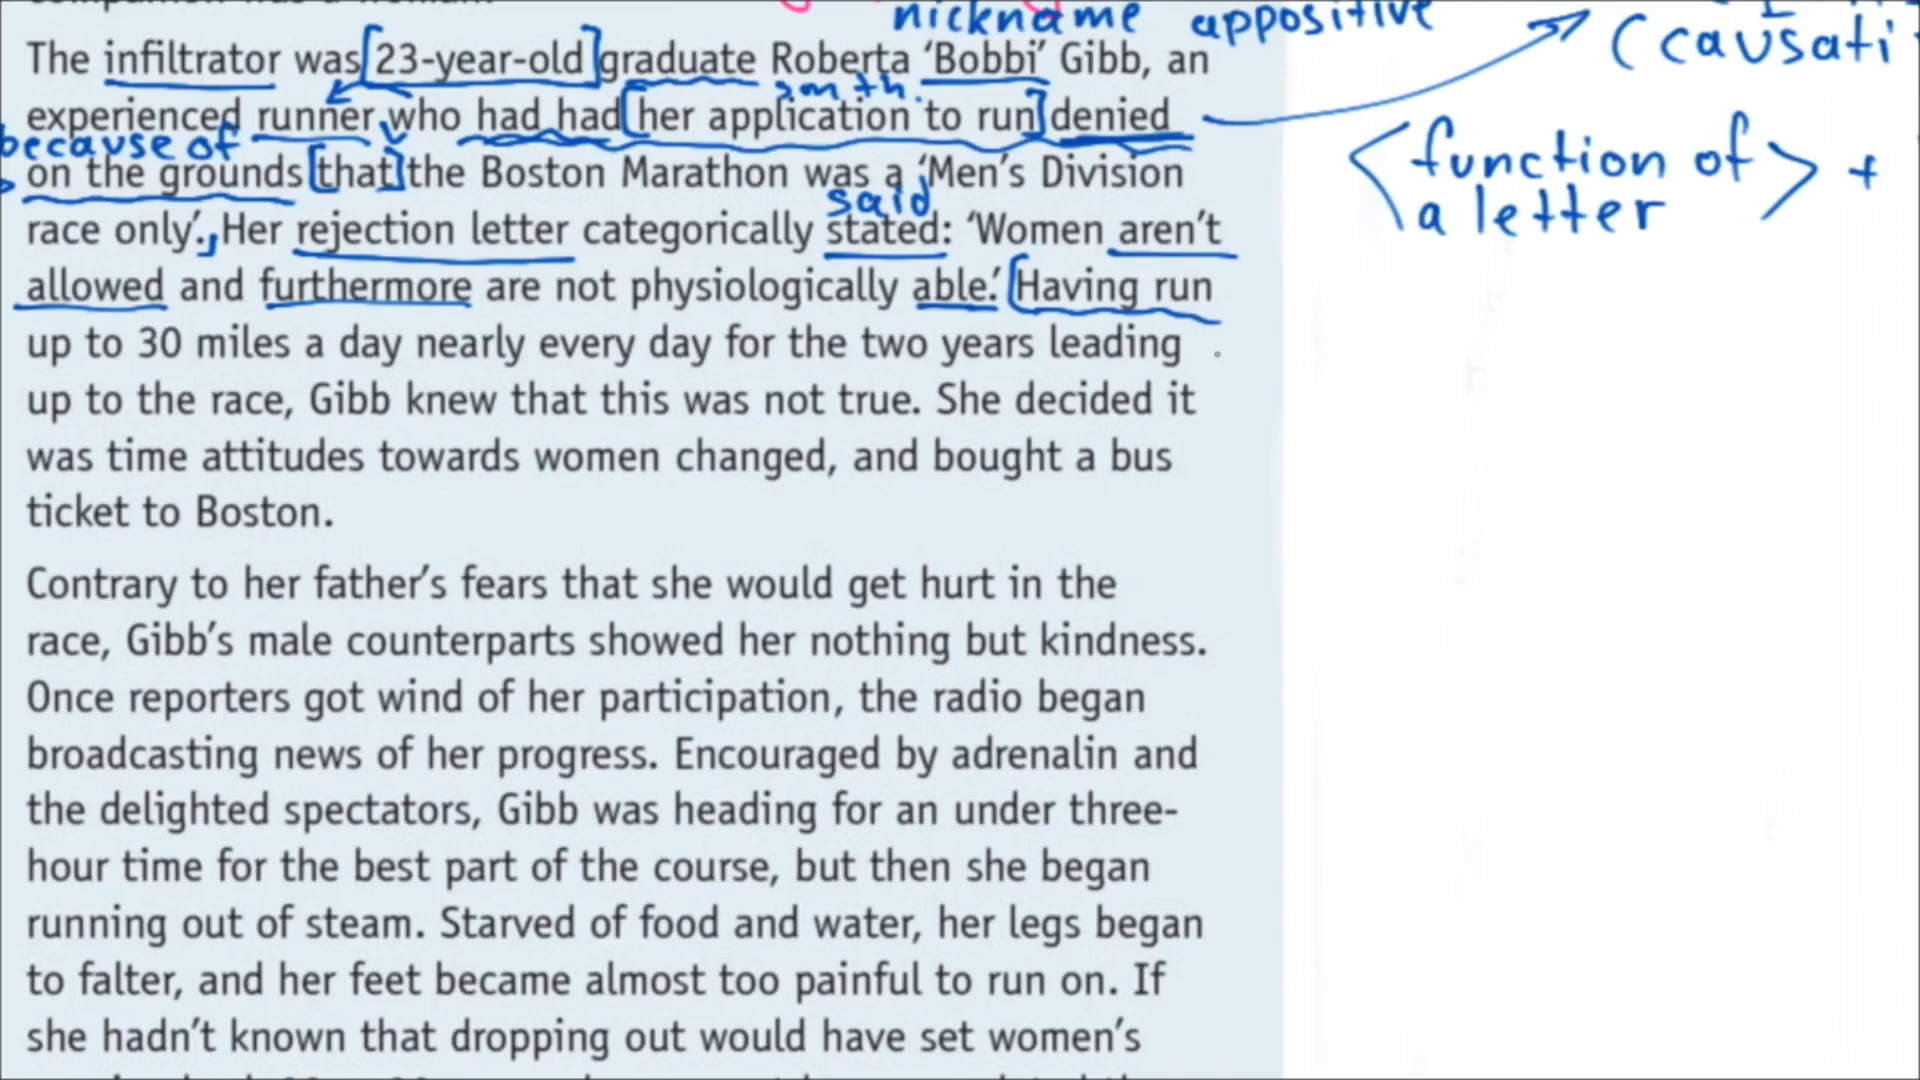 nickname appositive
(causati
The infiltrator was [23-year-old] graduate Roberta ‘Bobbi’ Gibb, an
smth.
experienced runner who had had [her application to run] denied
because of
<function of
a letter> +
on the grounds [that] the Boston Marathon was a ‘Men’s Division
said
race only’., Her rejection letter categorically stated: ‘Women aren’t
allowed and furthermore are not physiologically able.’ [Having run
up to 30 miles a day nearly every day for the two years leading
up to the race, Gibb knew that this was not true. She decided it
was time attitudes towards women changed, and bought a bus
ticket to Boston.
Contrary to her father’s fears that she would get hurt in the
race, Gibb’s male counterparts showed her nothing but kindness.
Once reporters got wind of her participation, the radio began
broadcasting news of her progress. Encouraged by adrenalin and
the delighted spectators, Gibb was heading for an under three-
hour time for the best part of the course, but then she began
running out of steam. Starved of food and water, her legs began
to falter, and her feet became almost too painful to run on. If
she hadn’t known that dropping out would have set women’s